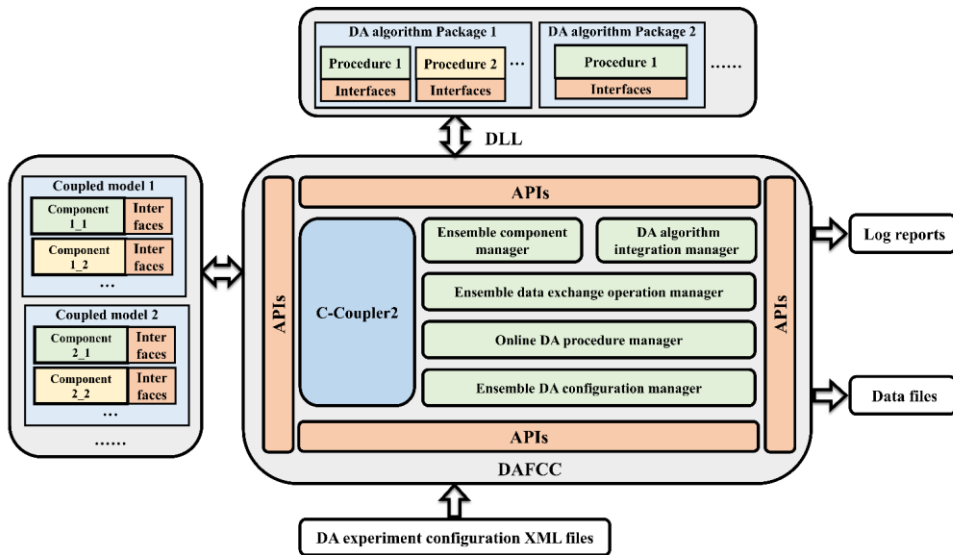 DA algorithm Package 1
Procedure 1
Interfaces
Procedure 2
Interfaces
...
DA algorithm Package 2
Procedure 1
Interfaces
......
DLL
Coupled model 1
Component
1_1
Inter
faces
Component
1_2
Inter
faces
...
Coupled model 2
Component
2_1
Inter
faces
Component
2_2
Inter
faces
...
......
APIs
APIs
C-Coupler2
Ensemble component
manager
DA algorithm
integration manager
Ensemble data exchange operation manager
Online DA procedure manager
Ensemble DA configuration manager
APIs
APIs
DAFCC
Log reports
Data files
DA experiment configuration XML files